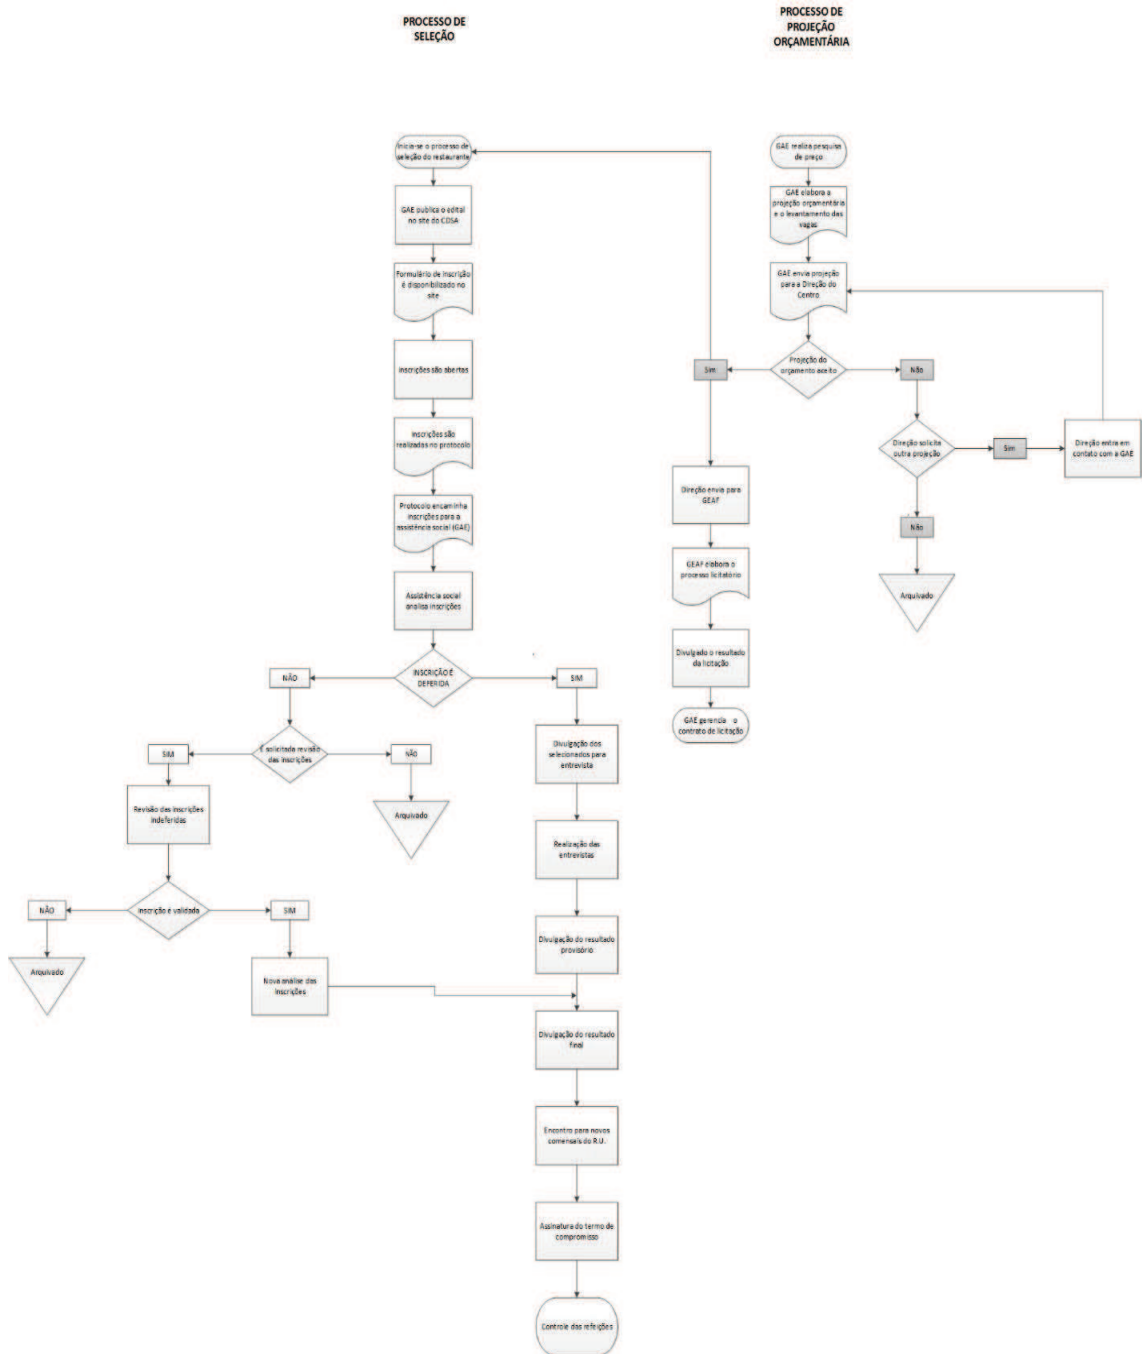 PROCESSO DE
SELEÇÃO
PROCESSO DE
PROJEÇÃO
ORÇAMENTÁRIA
Inicia-se o processo de
seleção do restaurante
GAE publica o edital
no site do CDSA
Formulário de inscrição
é disponibilizado no
site
Inscrições são abertas
Inscrições são
realizadas no protocolo
Protocolo encaminha
inscrições para a
assistência social (GAE)
Assistência social
analisa inscrições
INSCRIÇÃO É
DEFERIDA
NÃO
SIM
É solicitada revisão
das inscrições
SIM
NÃO
Revisão das inscrições
indeferidas
Arquivado
Inscrição é validada
NÃO
SIM
Arquivado
Nova análise das
inscrições
Divulgação dos
selecionados para
entrevista
Realização das
entrevistas
Divulgação do resultado
provisório
Divulgação do resultado
final
Encontro para novos
comensais do R.U.
Assinatura do termo de
compromisso
Controle das refeições
GAE realiza pesquisa
de preço
GAE elabora a
projeção orçamentária
e o levantamento das
vagas
GAE envia projeção
para a Direção do
Centro
Projeção do
orçamento aceito
Sim
Não
Direção solicita
outra projeção
Sim
Direção entra em
contato com a GAE
Não
Arquivado
Direção envia para
GEAF
GEAF elabora o
processo licitatório
Divulgado o resultado
da licitação
GAE gerencia o
contrato de licitação